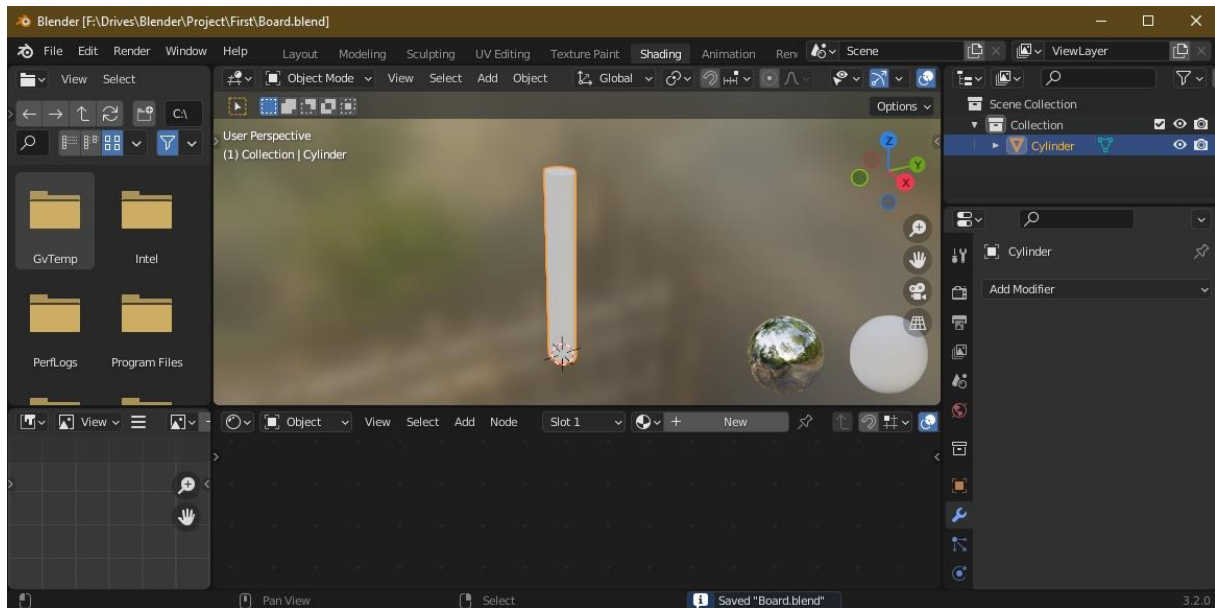 Blender [F:\Drives\Blender\Project\First\Board.blend]
File Edit Render Window Help Layout Modeling Sculpting UV Editing Texture Paint Shading Animation Ren Scene ViewLayer
View Select
Object Mode View Select Add Object Global
C:\
Options
User Perspective
(1) Collection | Cylinder
Z
Y
X
GvTemp Intel
PerfLogs Program Files
Scene Collection
Collection
Cylinder
Cylinder
Add Modifier
View
Object View Select Add Node Slot 1 New
Pan View Select Saved "Board.blend" 3.2.0